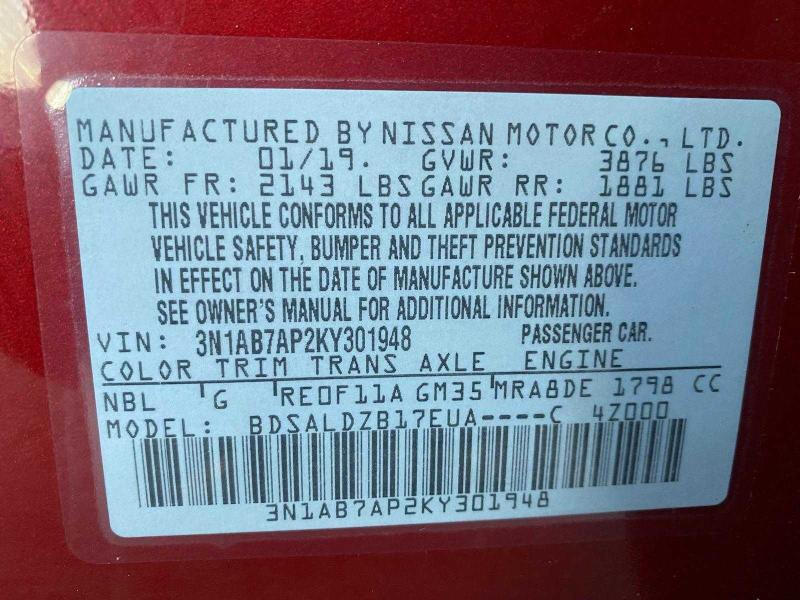 MANUFACTURED BY NISSAN MOTOR CO., LTD.
DATE: 01/19. GVWR: 3876 LBS
GAWR FR: 2143 LBS GAWR RR: 1881 LBS
THIS VEHICLE CONFORMS TO ALL APPLICABLE FEDERAL MOTOR
VEHICLE SAFETY, BUMPER AND THEFT PREVENTION STANDARDS
IN EFFECT ON THE DATE OF MANUFACTURE SHOWN ABOVE.
SEE OWNER'S MANUAL FOR ADDITIONAL INFORMATION.
VIN: 3N1AB7AP2KY301948 PASSENGER CAR.
COLOR TRIM TRANS AXLE ENGINE
NBL 'G 'RE0F11A GM35 'MRA8DE 1798 CC
MODEL: BDSALDZB17EUA----C 4Z000
3N1AB7AP2KY301948